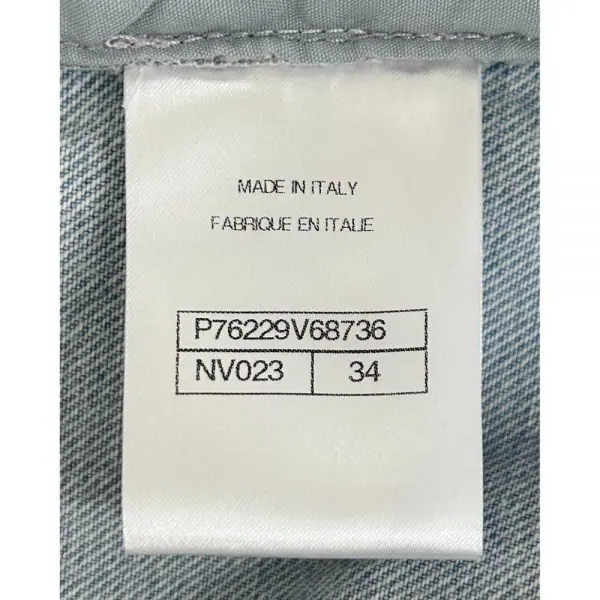 MADE IN ITALY
FABRIQUE EN ITALIE
P76229V68736
NV023 34